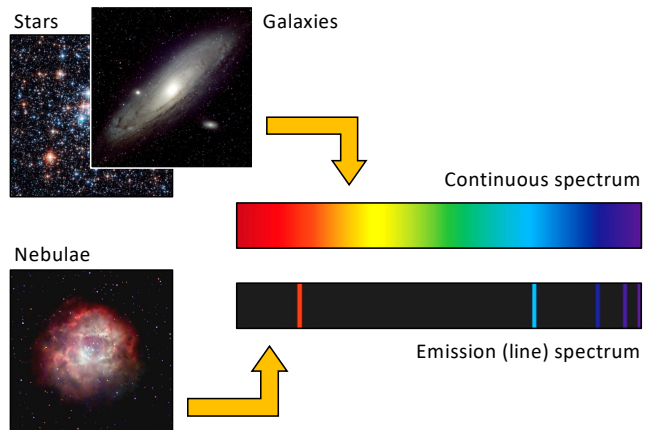 Stars
Galaxies
Continuous spectrum
Nebulae
Emission (line) spectrum